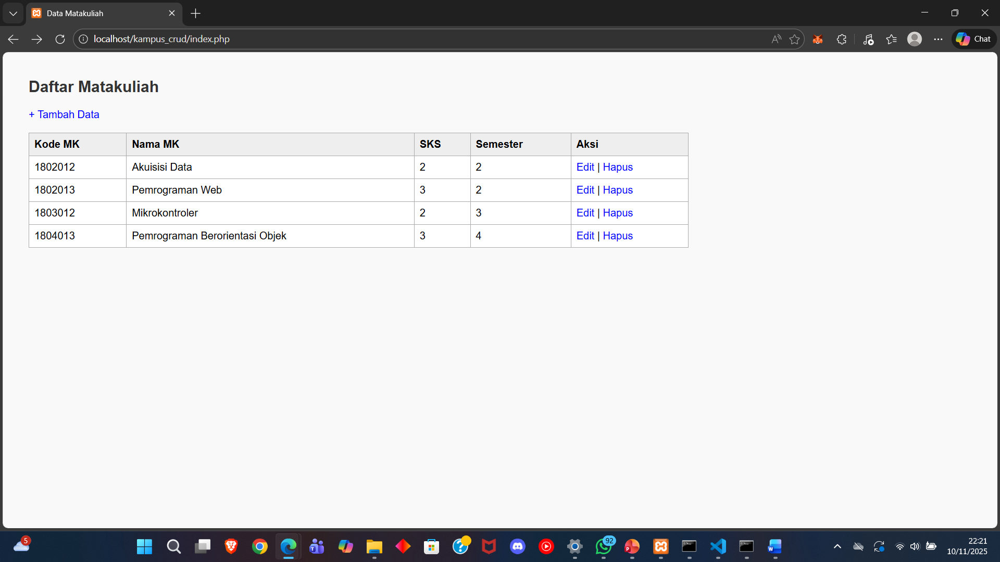 Data Matakuliah
localhost/kampus_crud/index.php
Chat
Daftar Matakuliah
+ Tambah Data
Kode MK Nama MK SKS Semester Aksi
1802012 Akuisisi Data 2 2 Edit | Hapus
1802013 Pemrograman Web 3 2 Edit | Hapus
1803012 Mikrokontroler 2 3 Edit | Hapus
1804013 Pemrograman Berorientasi Objek 3 4 Edit | Hapus
5
92
22:21
10/11/2025